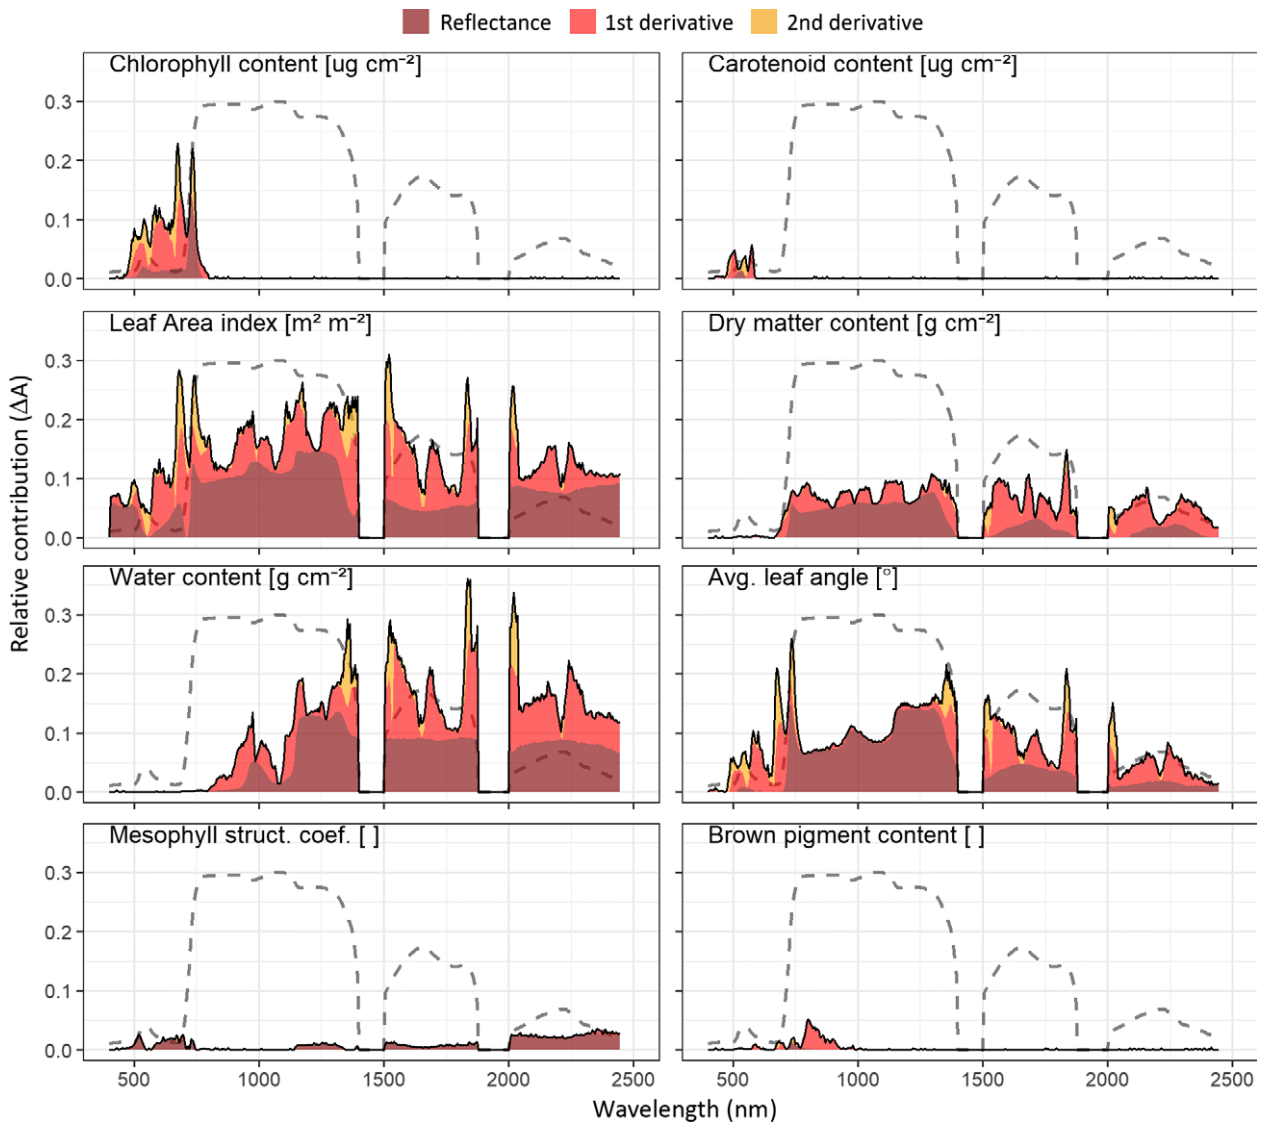 Reflectance 1st derivative 2nd derivative
Chlorophyll content [ug cm⁻²] Carotenoid content [ug cm⁻²]
0.3
0.2
0.1
0.0
Leaf Area index [m² m⁻²] Dry matter content [g cm⁻²]
0.3
0.2
0.1
0.0
Relative contribution (ΔA)
Water content [g cm⁻²] Avg. leaf angle [°]
0.3
0.2
0.1
0.0
Mesophyll struct. coef. [ ] Brown pigment content [ ]
0.3
0.2
0.1
0.0
500 1000 1500 2000 2500 500 1000 1500 2000 2500
Wavelength (nm)